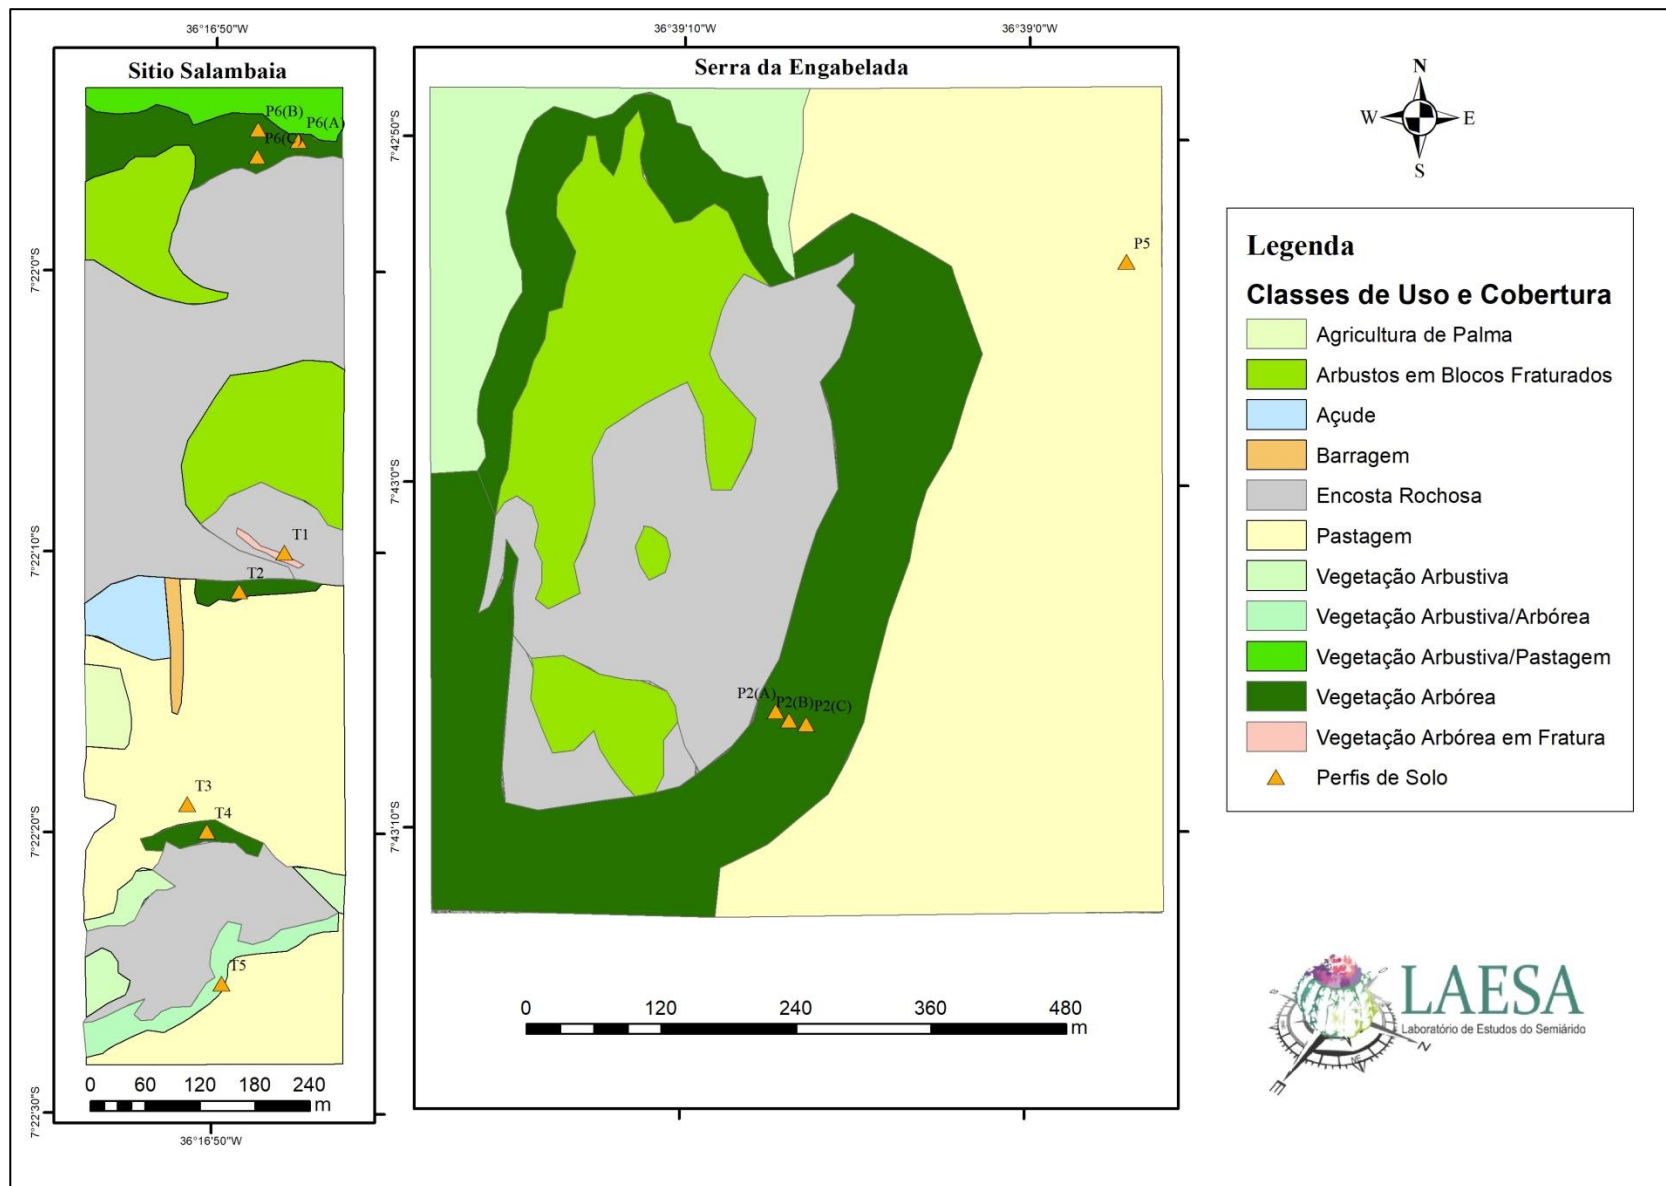 36°16'50"W
36°39'10"W
36°39'0"W
Sitio Salambaia
Serra da Engabelada
P6(B)
P6(A)
P6(C)
7°22'0"S
7°22'10"S
7°22'20"S
7°22'30"S
T1
T2
T3
T4
T5
0 60 120 180 240
m
36°16'50"W
7°42'50"S
7°43'0"S
7°43'10"S
P5
P2(A)
P2(B)
P2(C)
0 120 240 360 480
m
N
W E
S
Legenda
Classes de Uso e Cobertura
Agricultura de Palma
Arbustos em Blocos Fraturados
Açude
Barragem
Encosta Rochosa
Pastagem
Vegetação Arbustiva
Vegetação Arbustiva/Arbórea
Vegetação Arbustiva/Pastagem
Vegetação Arbórea
Vegetação Arbórea em Fratura
Perfis de Solo
LAESA
Laboratório de Estudos do Semiárido
N
E
NE